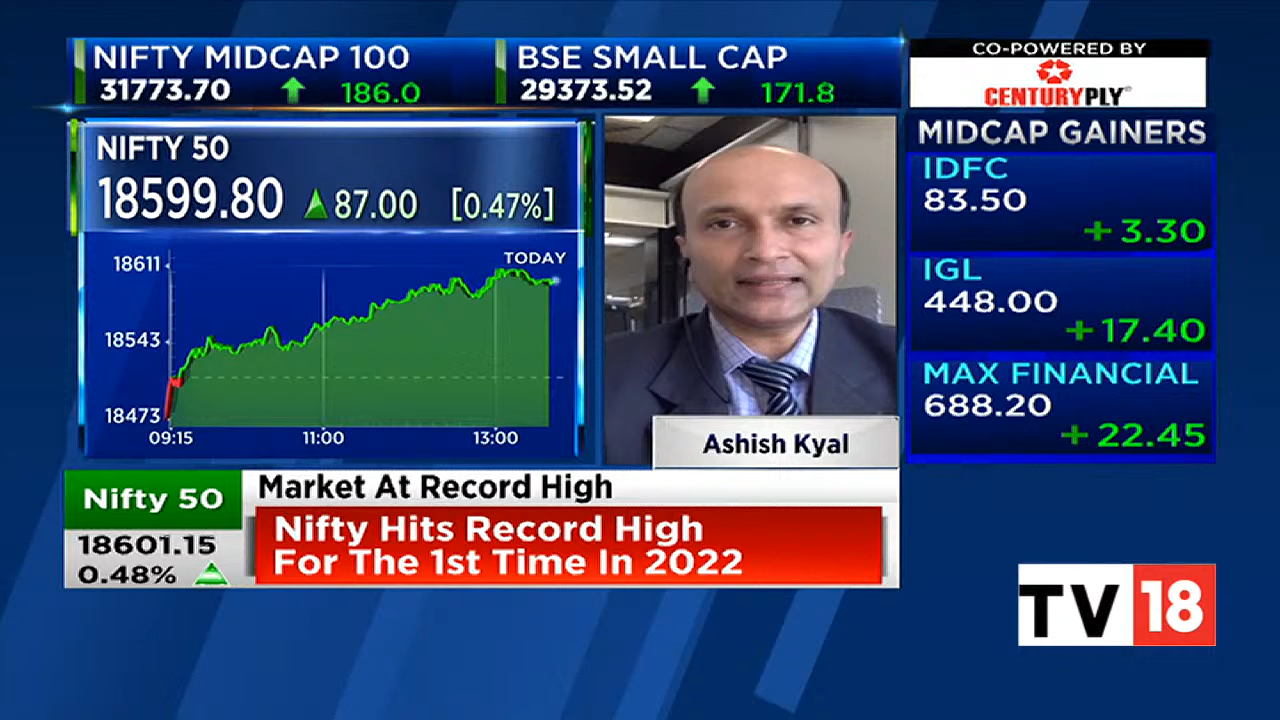 NIFTY MIDCAP 100
31773.70 186.0
BSE SMALL CAP
29373.52 171.8
CO-POWERED BY
CENTURYPLY
NIFTY 50
18599.80 87.00 [0.47%]
TODAY
18611
18543
18473
09:15 11:00 13:00
Ashish Kyal
MIDCAP GAINERS
IDFC
83.50
+3.30
IGL
448.00
+17.40
MAX FINANCIAL
688.20
+22.45
Nifty 50
18601.15
0.48%
Market At Record High
Nifty Hits Record High
For The 1st Time In 2022
TV18